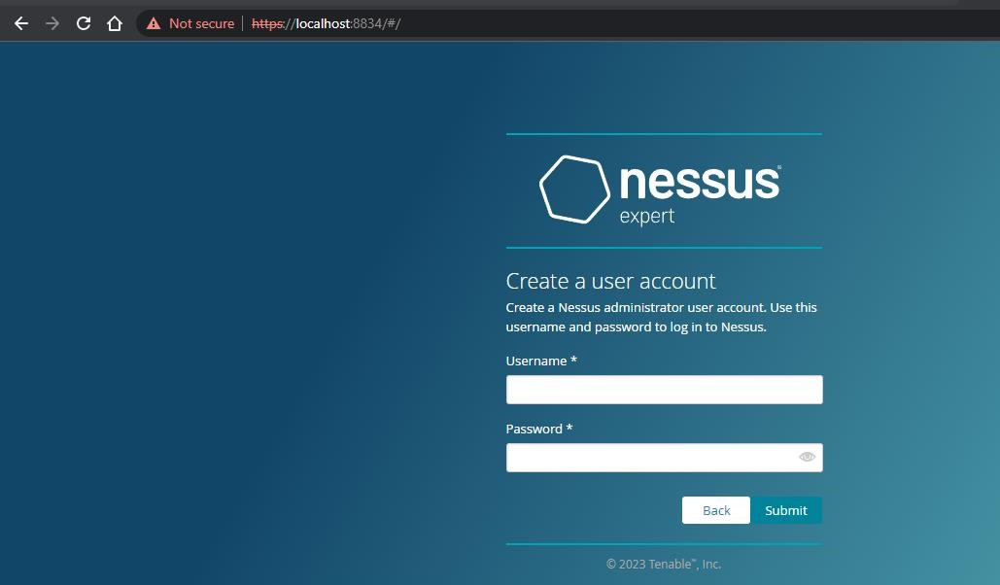 Not secure | https://localhost:8834/#/
nessus
expert
Create a user account
Create a Nessus administrator user account. Use this
username and password to log in to Nessus.
Username *
Password *
Back Submit
© 2023 Tenable™, Inc.